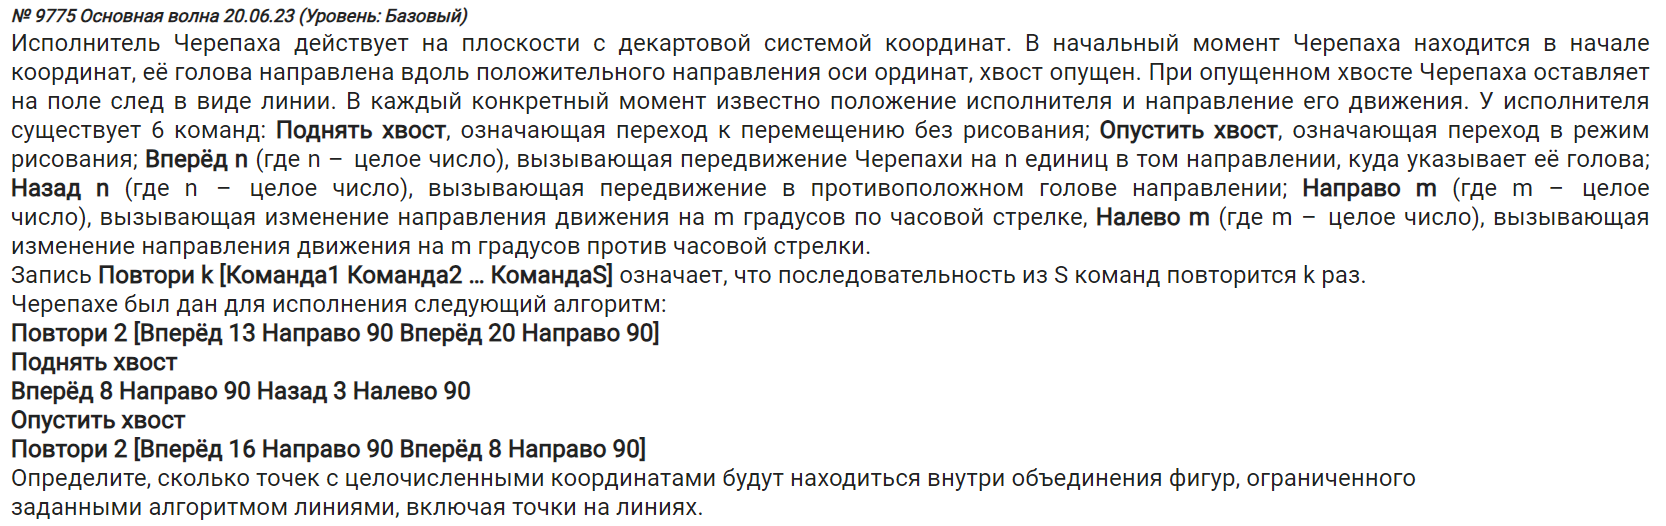 № 9775 Основная волна 20.06.23 (Уровень: Базовый)
Исполнитель Черепаха действует на плоскости с декартовой системой координат. В начальный момент Черепаха находится в начале
координат, её голова направлена вдоль положительного направления оси ординат, хвост опущен. При опущенном хвосте Черепаха оставляет
на поле след в виде линии. В каждый конкретный момент известно положение исполнителя и направление его движения. У исполнителя
существует 6 команд: Поднять хвост, означающая переход к перемещению без рисования; Опустить хвост, означающая переход в режим
рисования; Вперёд n (где n – целое число), вызывающая передвижение Черепахи на n единиц в том направлении, куда указывает её голова;
Назад n (где n – целое число), вызывающая передвижение в противоположном голове направлении; Направо m (где m – целое
число), вызывающая изменение направления движения на m градусов по часовой стрелке, Налево m (где m – целое число), вызывающая
изменение направления движения на m градусов против часовой стрелки.
Запись Повтори k [Команда1 Команда2 … КомандаS] означает, что последовательность из S команд повторится k раз.
Черепахе был дан для исполнения следующий алгоритм:
Повтори 2 [Вперёд 13 Направо 90 Вперёд 20 Направо 90]
Поднять хвост
Вперёд 8 Направо 90 Назад 3 Налево 90
Опустить хвост
Повтори 2 [Вперёд 16 Направо 90 Вперёд 8 Направо 90]
Определите, сколько точек с целочисленными координатами будут находиться внутри объединения фигур, ограниченного
заданными алгоритмом линиями, включая точки на линиях.